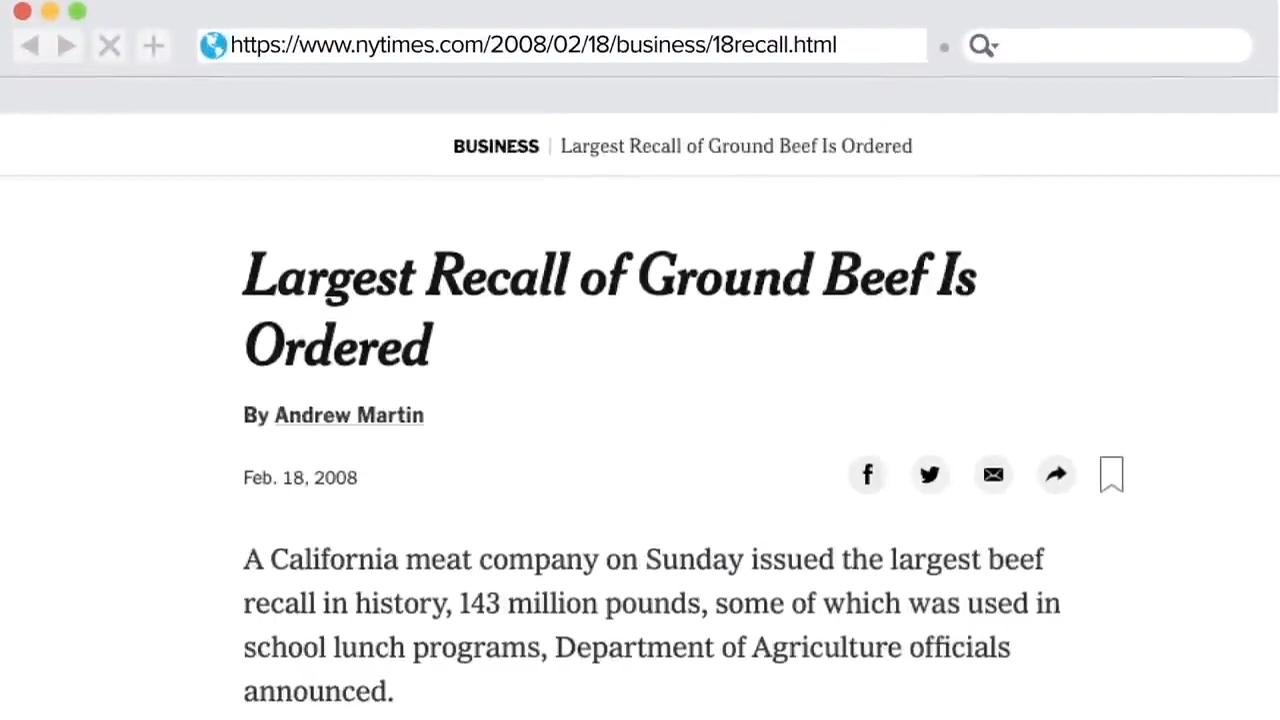 https://www.nytimes.com/2008/02/18/business/18recall.html
BUSINESS | Largest Recall of Ground Beef Is Ordered
Largest Recall of Ground Beef Is
Ordered
By Andrew Martin
Feb. 18, 2008
A California meat company on Sunday issued the largest beef
recall in history, 143 million pounds, some of which was used in
school lunch programs, Department of Agriculture officials
announced.